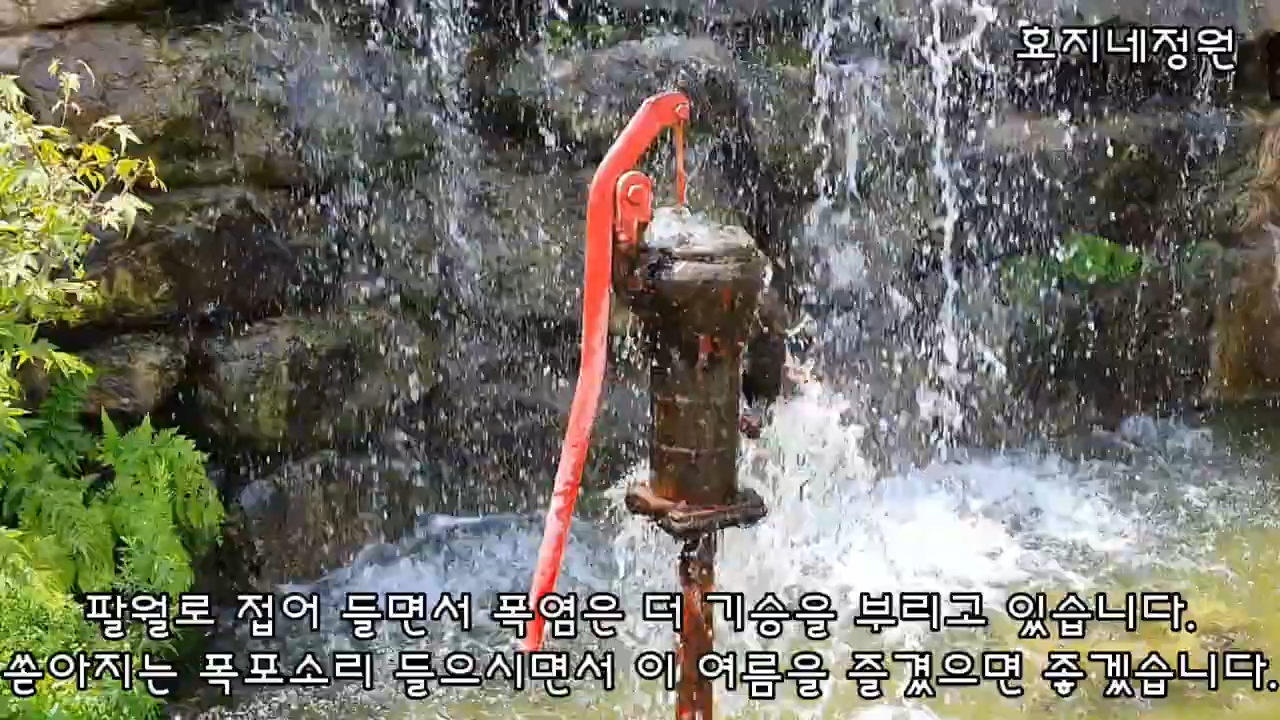 효지네정원
팔월로 접어 들면서 폭염은 더 기승을 부리고 있습니다.
쏟아지는 폭포소리 들으시면서 이 여름을 즐겼으면 좋겠습니다.